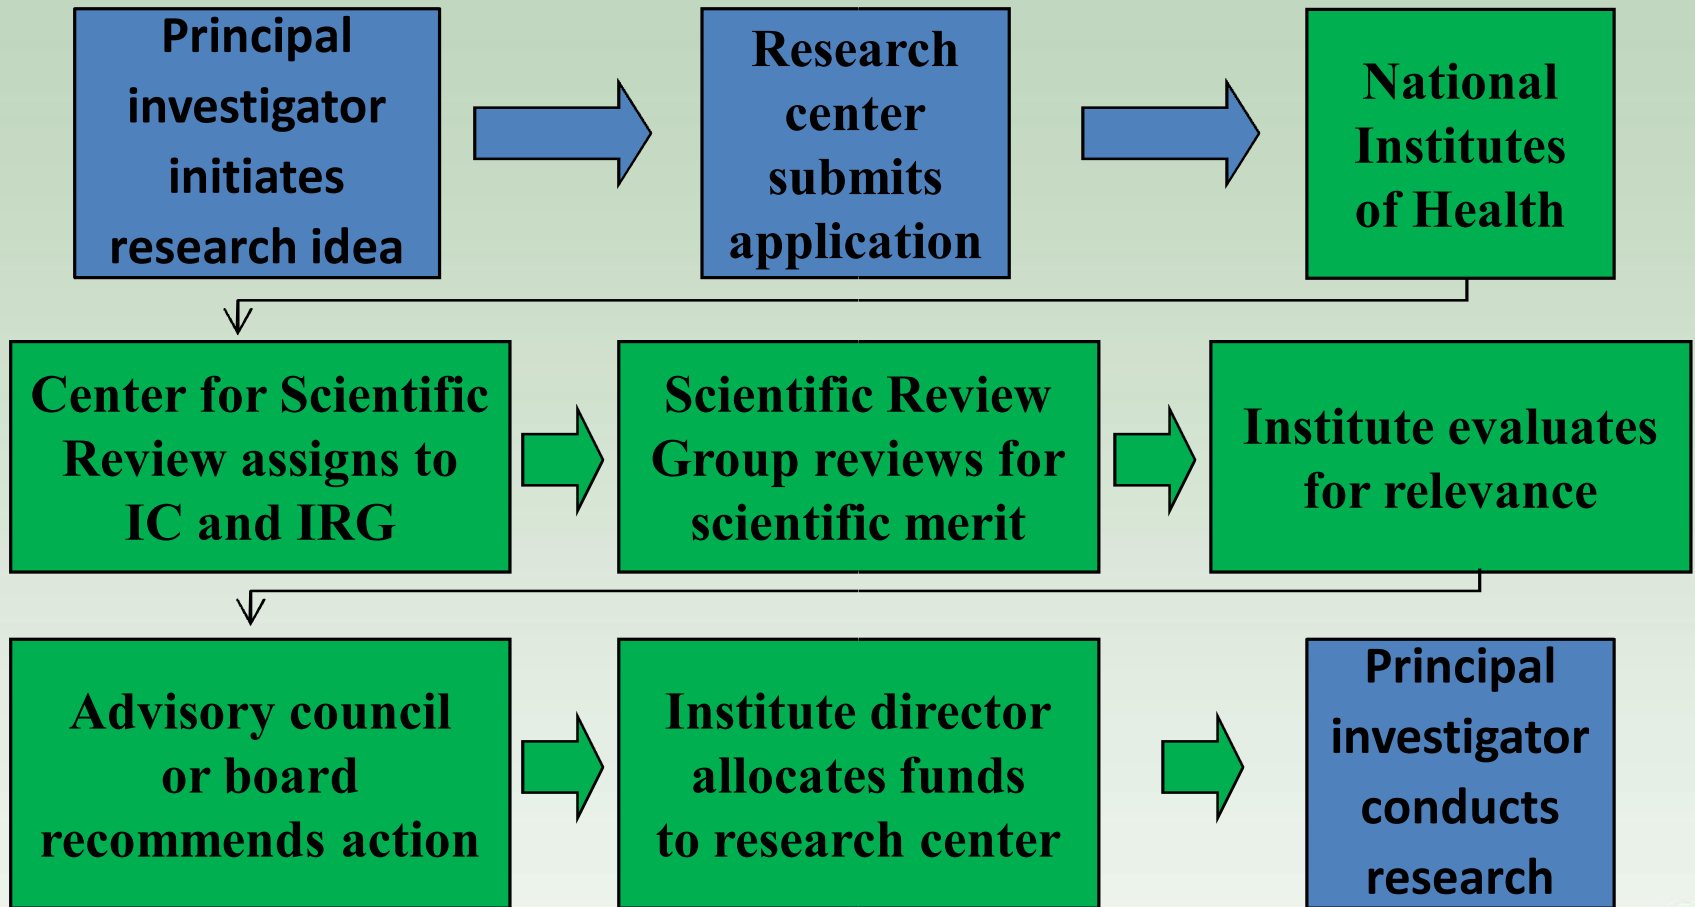 Principal
investigator
initiates
research idea
Research
center
submits
application
National
Institutes
of Health
Center for Scientific
Review assigns to
IC and IRG
Scientific Review
Group reviews for
scientific merit
Institute evaluates
for relevance
Advisory council
or board
recommends action
Institute director
allocates funds
to research center
Principal
investigator
conducts
research